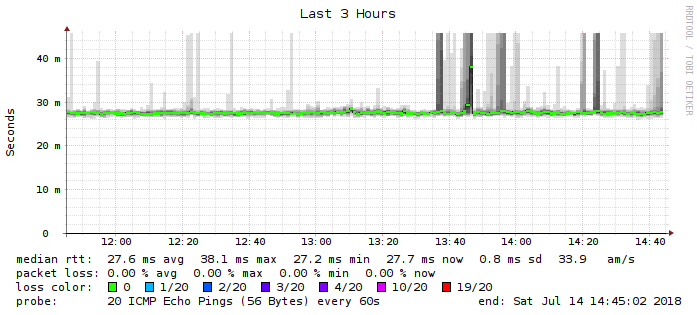 Last 3 Hours
RRDTOOL / TOBI OETIKER
Seconds
40 m
30 m
20 m
10 m
0
12:00 12:20 12:40 13:00 13:20 13:40 14:00 14:20 14:40
median rtt: 27.6 ms avg 38.1 ms max 27.2 ms min 27.7 ms now 0.8 ms sd 33.9 am/s
packet loss: 0.00 % avg 0.00 % max 0.00 % min 0.00 % now
loss color: 0 1/20 2/20 3/20 4/20 10/20 19/20
probe: 20 ICMP Echo Pings (56 Bytes) every 60s end: Sat Jul 14 14:45:02 2018